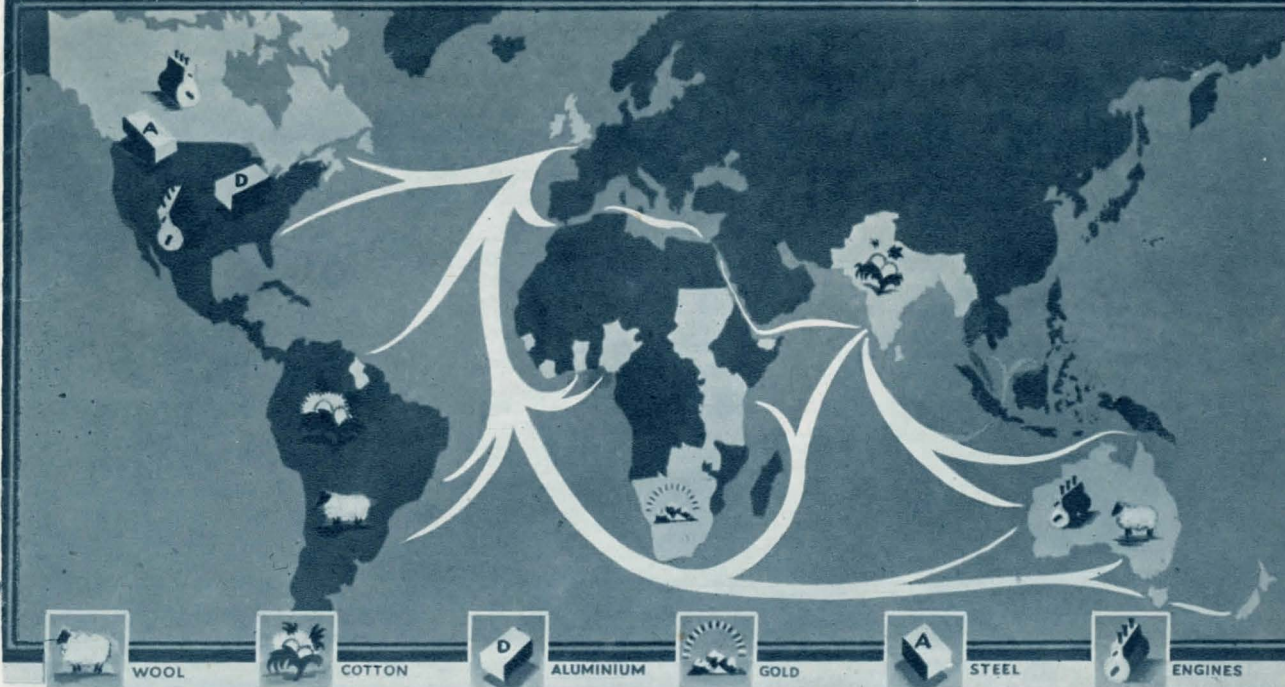 A
D
WOOL
COTTON
D
ALUMINIUM
GOLD
A
STEEL
ENGINES